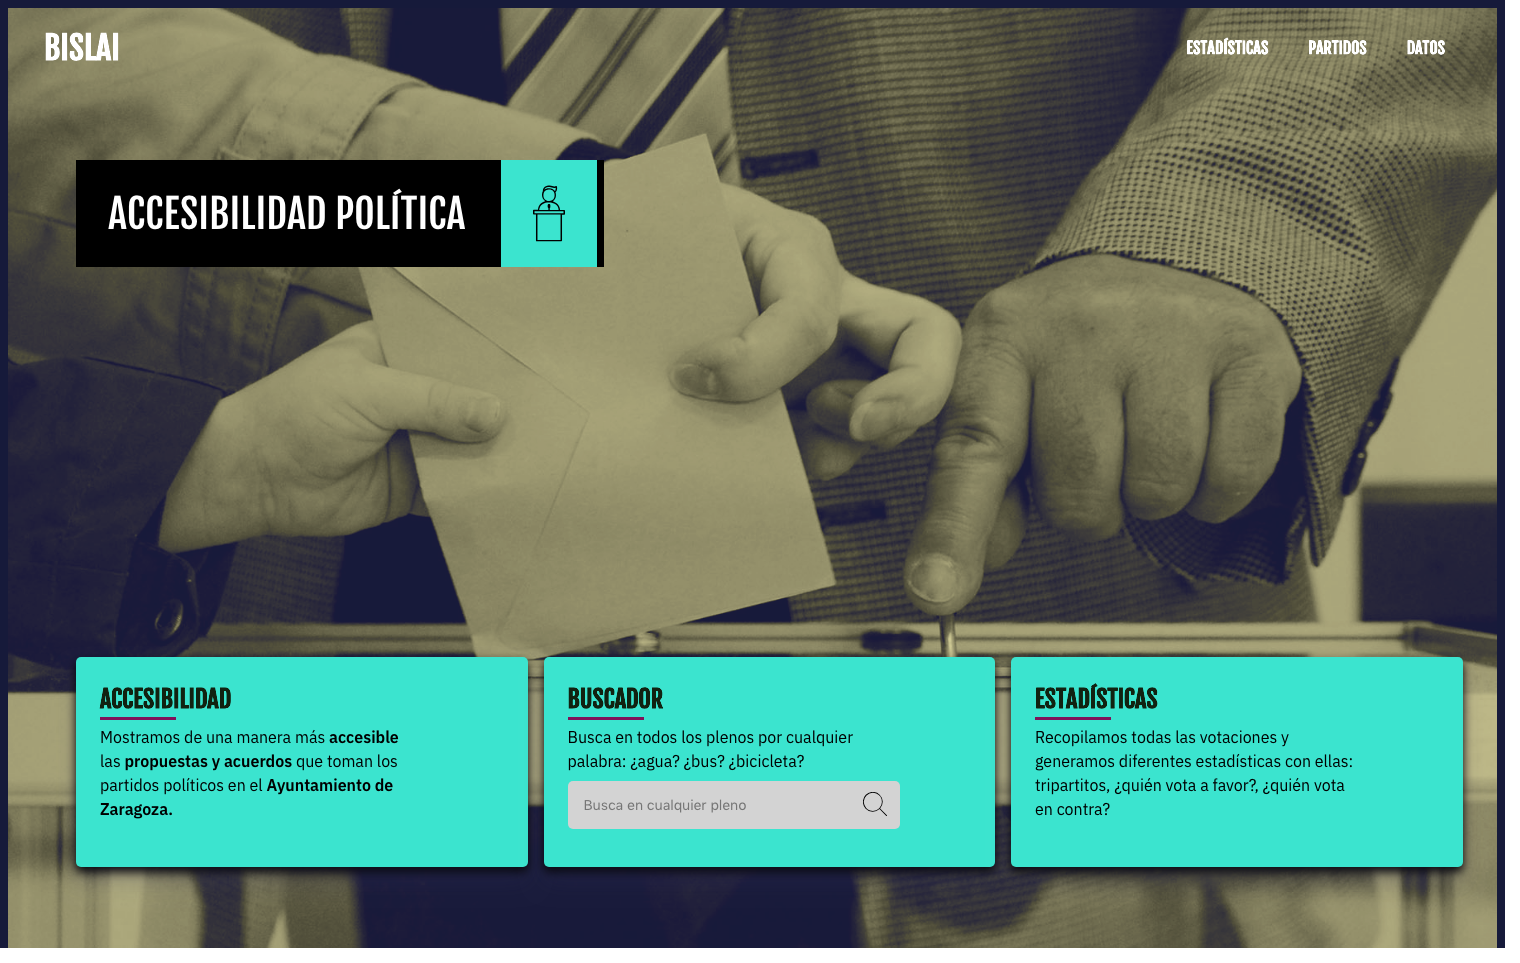 BISLAI
ESTADÍSTICAS PARTIDOS DATOS
ACCESIBILIDAD POLÍTICA
ACCESIBILIDAD
Mostramos de una manera más accesible
las propuestas y acuerdos que toman los
partidos políticos en el Ayuntamiento de
Zaragoza.
BUSCADOR
Busca en todos los plenos por cualquier
palabra: ¿agua? ¿bus? ¿bicicleta?
Busca en cualquier pleno
ESTADÍSTICAS
Recopilamos todas las votaciones y
generamos diferentes estadísticas con ellas:
tripartitos, ¿quién vota a favor?, ¿quién vota
en contra?